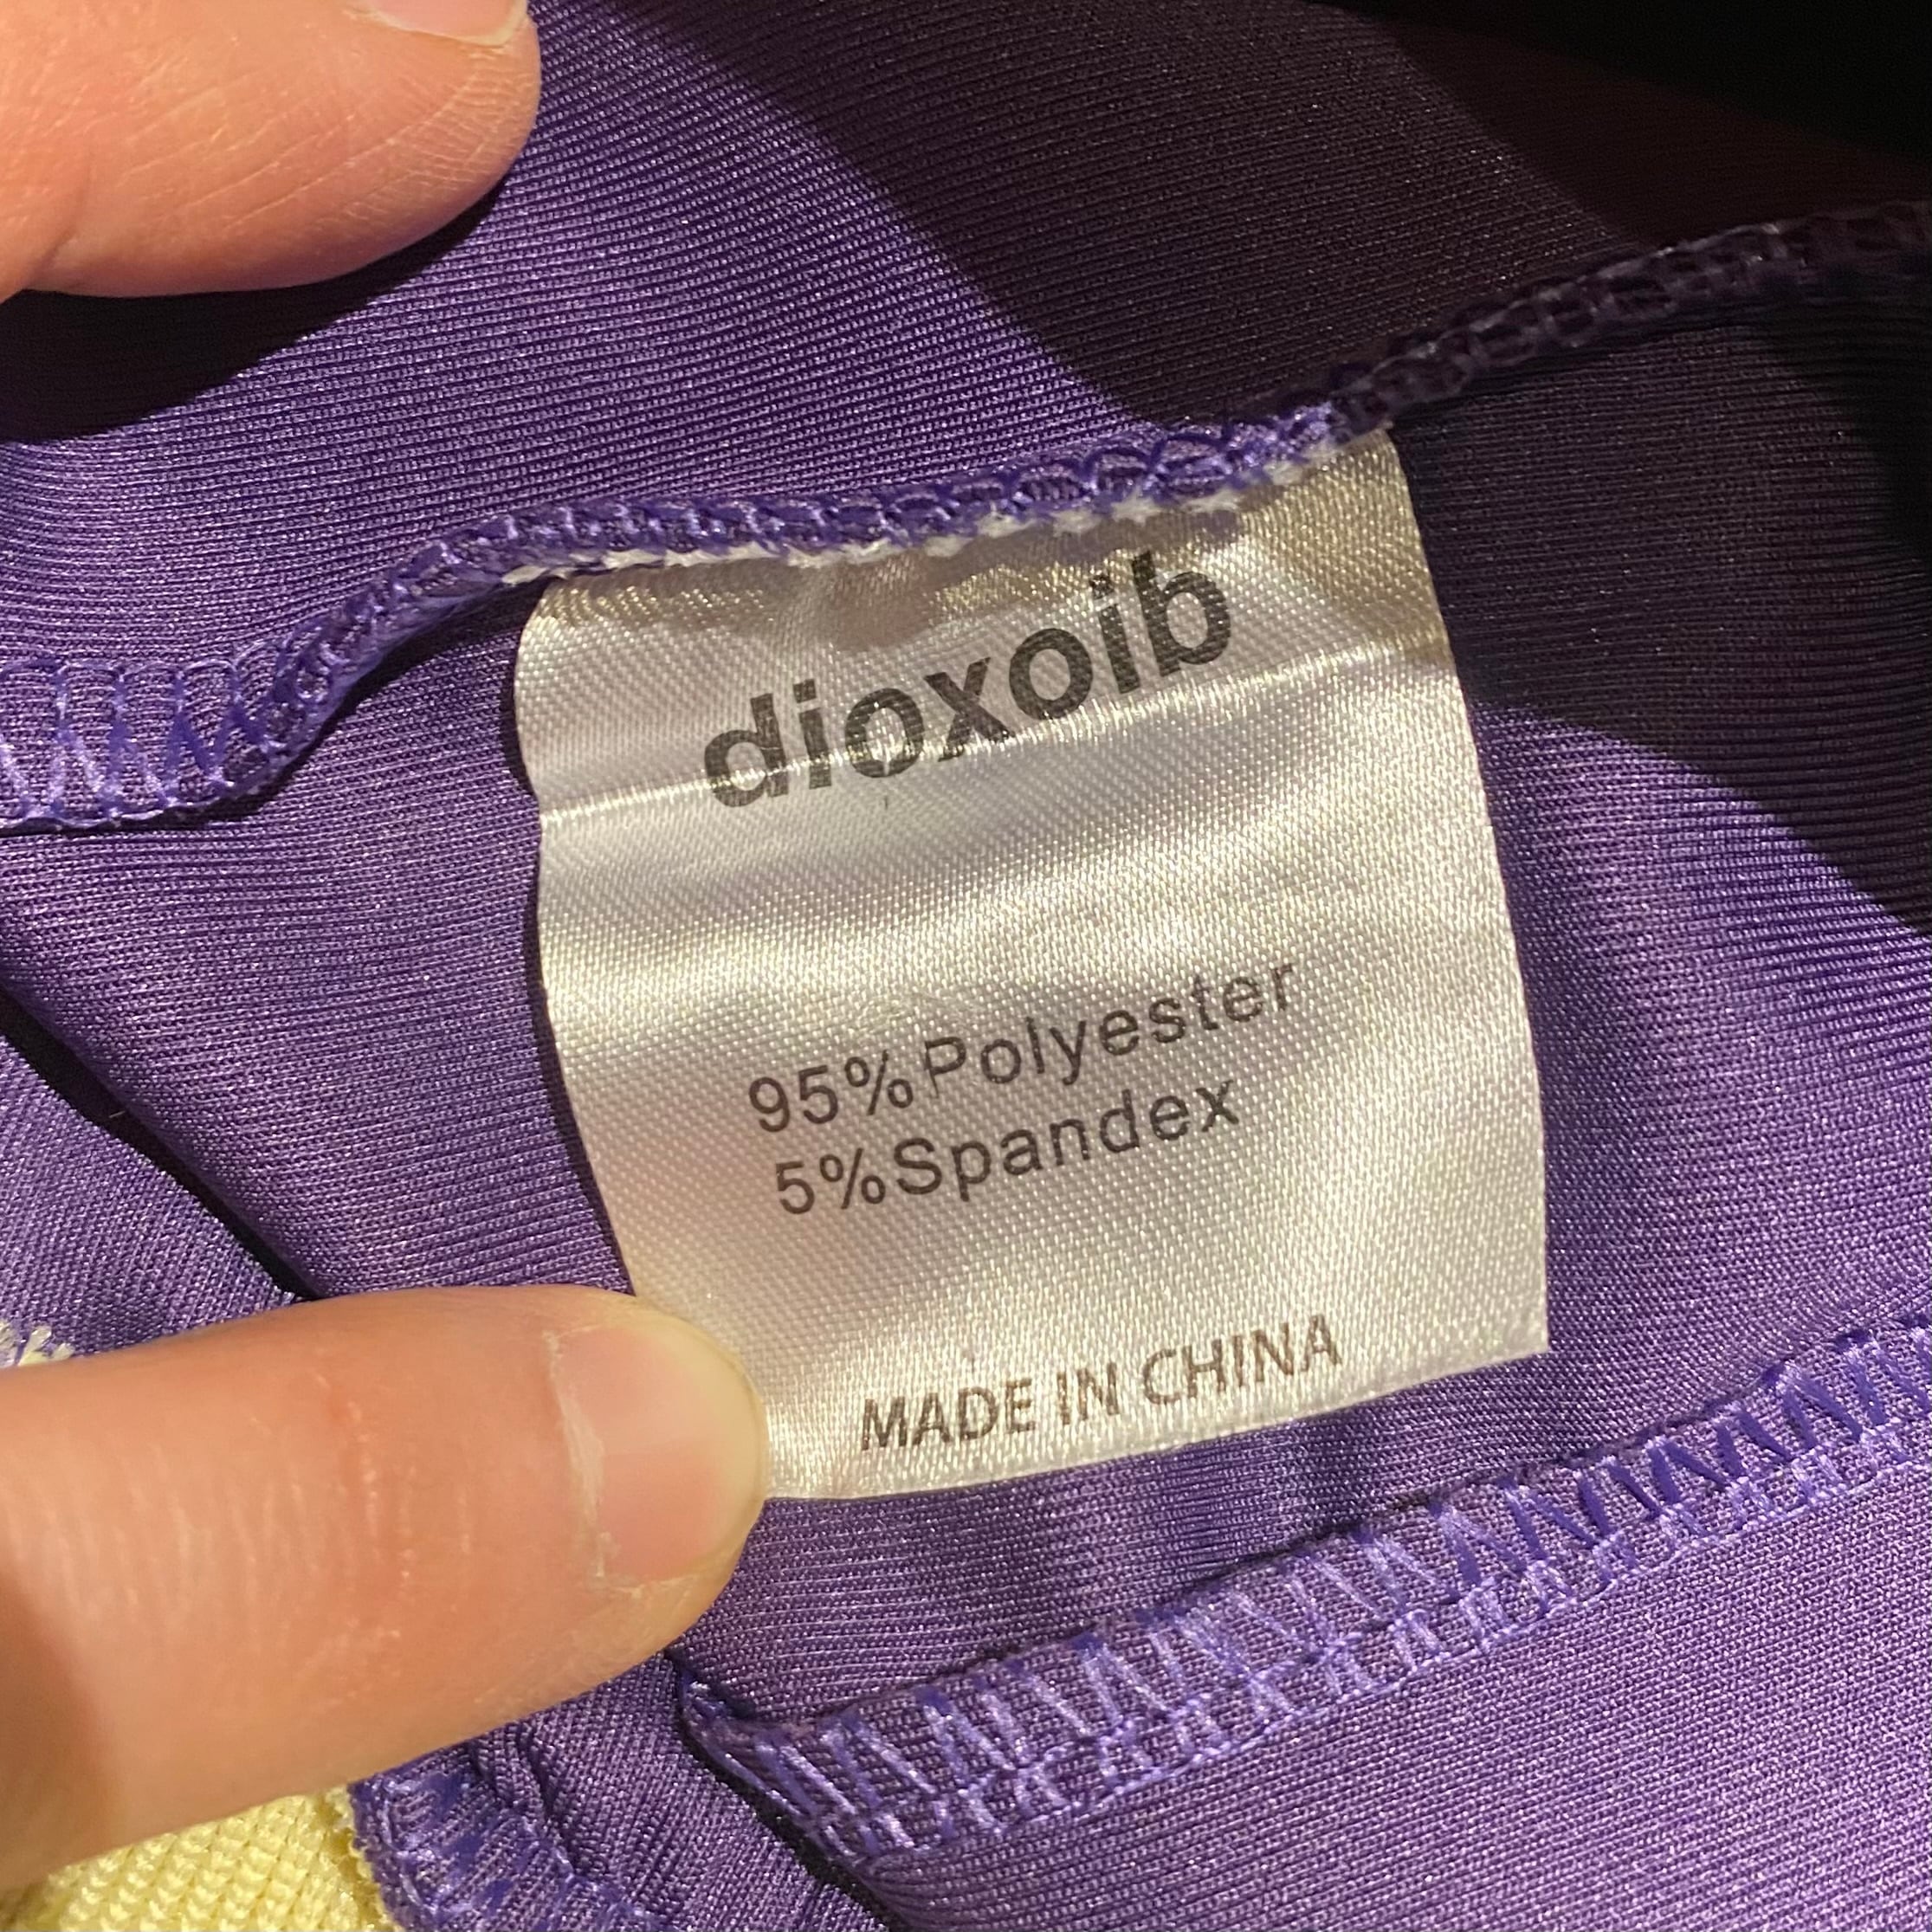 dioxoib
95%Polyester
5%Spandex
MADE IN CHINA